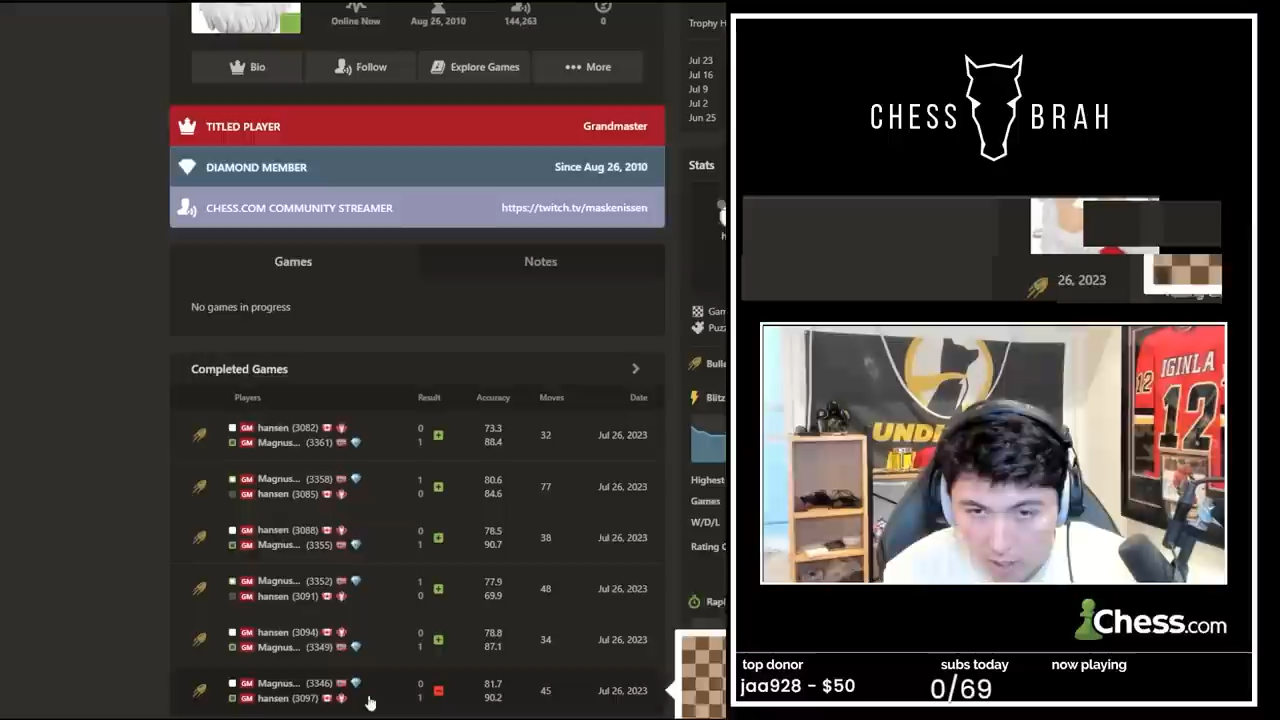 Online Now
Aug 26, 2010
144,263
0
Bio
Follow
Explore Games
More
TITLED PLAYER
Grandmaster
DIAMOND MEMBER
Since Aug 26, 2010
CHESS.COM COMMUNITY STREAMER
https://twitch.tv/maskenissen
Games
Notes
No games in progress
Completed Games
Players Result Accuracy Moves Date
GM hansen (3082) 0 73.3
GM Magnus... (3361) 1 88.4
32 Jul 26, 2023
GM Magnus... (3358) 1 80.6
GM hansen (3085) 0 84.6
77 Jul 26, 2023
GM hansen (3088) 0 78.5
GM Magnus... (3355) 1 90.7
38 Jul 26, 2023
GM Magnus... (3352) 1 77.9
GM hansen (3091) 0 69.9
48 Jul 26, 2023
GM hansen (3094) 0 78.8
GM Magnus... (3349) 1 87.1
34 Jul 26, 2023
GM Magnus... (3346) 0 81.7
GM hansen (3097) 1 90.2
45 Jul 26, 2023
Trophy H
Jul 23
Jul 16
Jul 9
Jul 2
Jun 25
Stats
h
Gam
Puzz
Bulle
Blitz
Highest
Games
W/D/L
Rating C
Rapi
CHESS BRAH
26, 2023
UNDI
IGINLA
12
12
Chess.com
top donor
jaa928 - $50
subs today
0/69
now playing